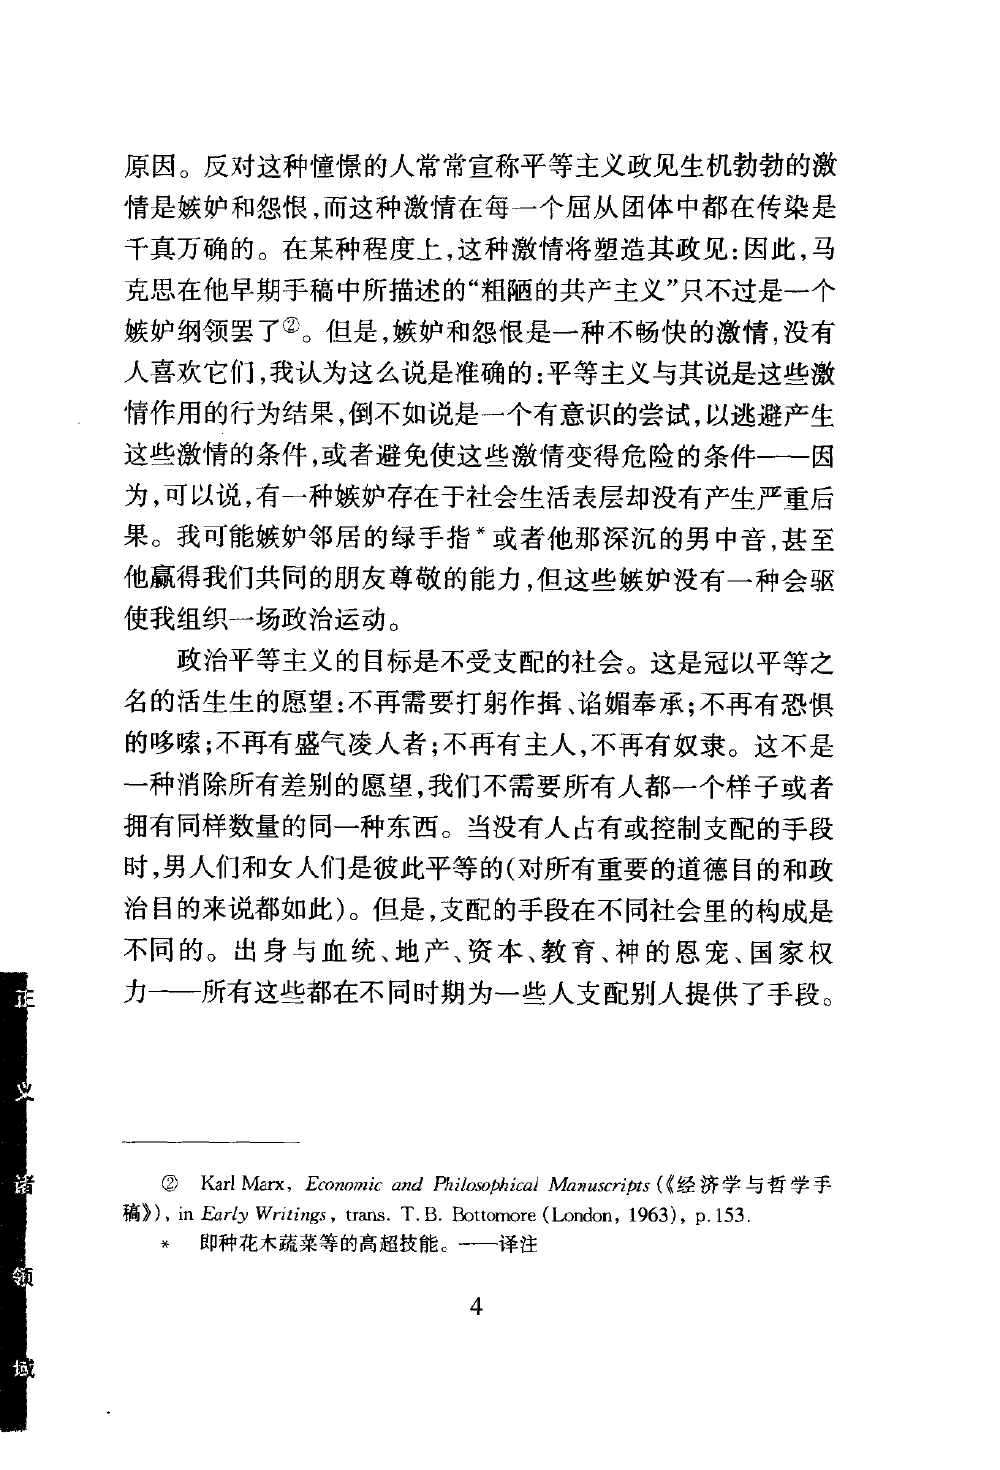 原因。反对这种憧憬的人常常宣称平等主义政见生机勃勃的激
情是嫉妒和怨恨,而这种激情在每一个屈从团体中都在传染是
千真万确的。在某种程度上,这种激情将塑造其政见:因此,马
克思在他早期手稿中所描述的“粗陋的共产主义”只不过是一个
嫉妒纲领罢了②。但是,嫉妒和怨恨是一种不畅快的激情,没有
人喜欢它们,我认为这么说是准确的:平等主义与其说是这些激
情作用的行为结果,倒不如说是一个有意识的尝试,以逃避产生
这些激情的条件,或者避免使这些激情变得危险的条件——因
为,可以说,有一种嫉妒存在于社会生活表层却没有产生严重后
果。我可能嫉妒邻居的绿手指*或者他那深沉的男中音,甚至
他赢得我们共同的朋友尊敬的能力,但这些嫉妒没有一种会驱
使我组织一场政治运动。
政治平等主义的目标是不受支配的社会。这是冠以平等之
名的活生生的愿望:不再需要打躬作揖、谄媚奉承;不再有恐惧
的哆嗦;不再有盛气凌人者;不再有主人,不再有奴隶。这不是
一种消除所有差别的愿望,我们不需要所有人都一个样子或者
拥有同样数量的同一种东西。当没有人占有或控制支配的手段
时,男人们和女人们是彼此平等的(对所有重要的道德目的和政
治目的来说都如此)。但是,支配的手段在不同社会里的构成是
不同的。出身与血统、地产、资本、教育、神的恩宠、国家权
力——所有这些都在不同时期为一些人支配别人提供了手段。
② Karl Marx, Economic and Philosophical Manuscripts(《经济学与哲学手
稿》), in Early Writings, trans. T.B. Bottomore (London, 1963), p.153.
* 即种花木蔬菜等的高超技能。——译注
4
正
义
诸
领
域